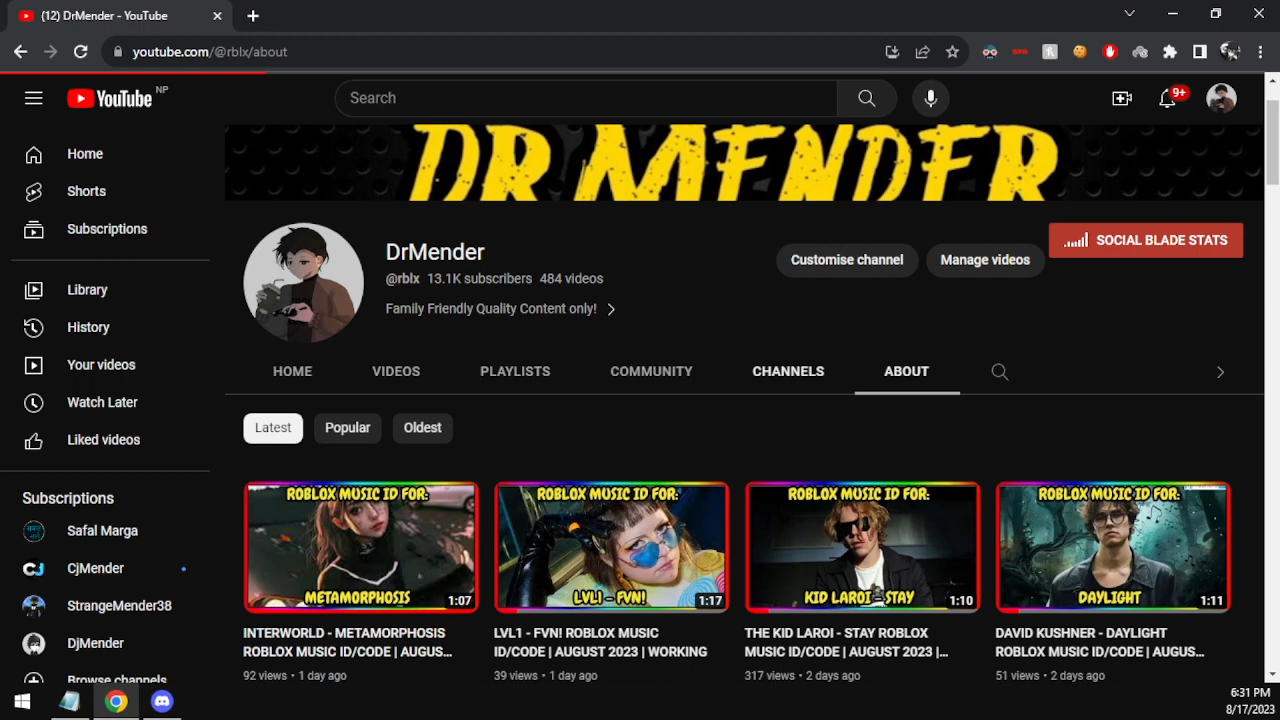 (12) DrMender - YouTube
youtube.com/@rblx/about
YouTube NP
Search
9+
Home
Shorts
Subscriptions
Library
History
Your videos
Watch Later
Liked videos
Subscriptions
Safal Marga
CjMender
StrangeMender38
DjMender
Browse channels
DR MENDER
DrMender
@rblx 13.1K subscribers 484 videos
Family Friendly Quality Content only!
Customise channel
Manage videos
SOCIAL BLADE STATS
HOME VIDEOS PLAYLISTS COMMUNITY CHANNELS ABOUT
Latest Popular Oldest
ROBLOX MUSIC ID FOR:
METAMORPHOSIS
1:07
INTERWORLD - METAMORPHOSIS
ROBLOX MUSIC ID/CODE | AUGUS...
92 views • 1 day ago
ROBLOX MUSIC ID FOR:
LVL1 - FVN!
1:17
LVL1 - FVN! ROBLOX MUSIC
ID/CODE | AUGUST 2023 | WORKING
39 views • 1 day ago
ROBLOX MUSIC ID FOR:
KID LAROI - STAY
1:10
THE KID LAROI - STAY ROBLOX
MUSIC ID/CODE | AUGUST 2023 |...
317 views • 2 days ago
ROBLOX MUSIC ID FOR:
DAYLIGHT
1:11
DAVID KUSHNER - DAYLIGHT
ROBLOX MUSIC ID/CODE | AUGUS...
51 views • 2 days ago
6:31 PM
8/17/2023